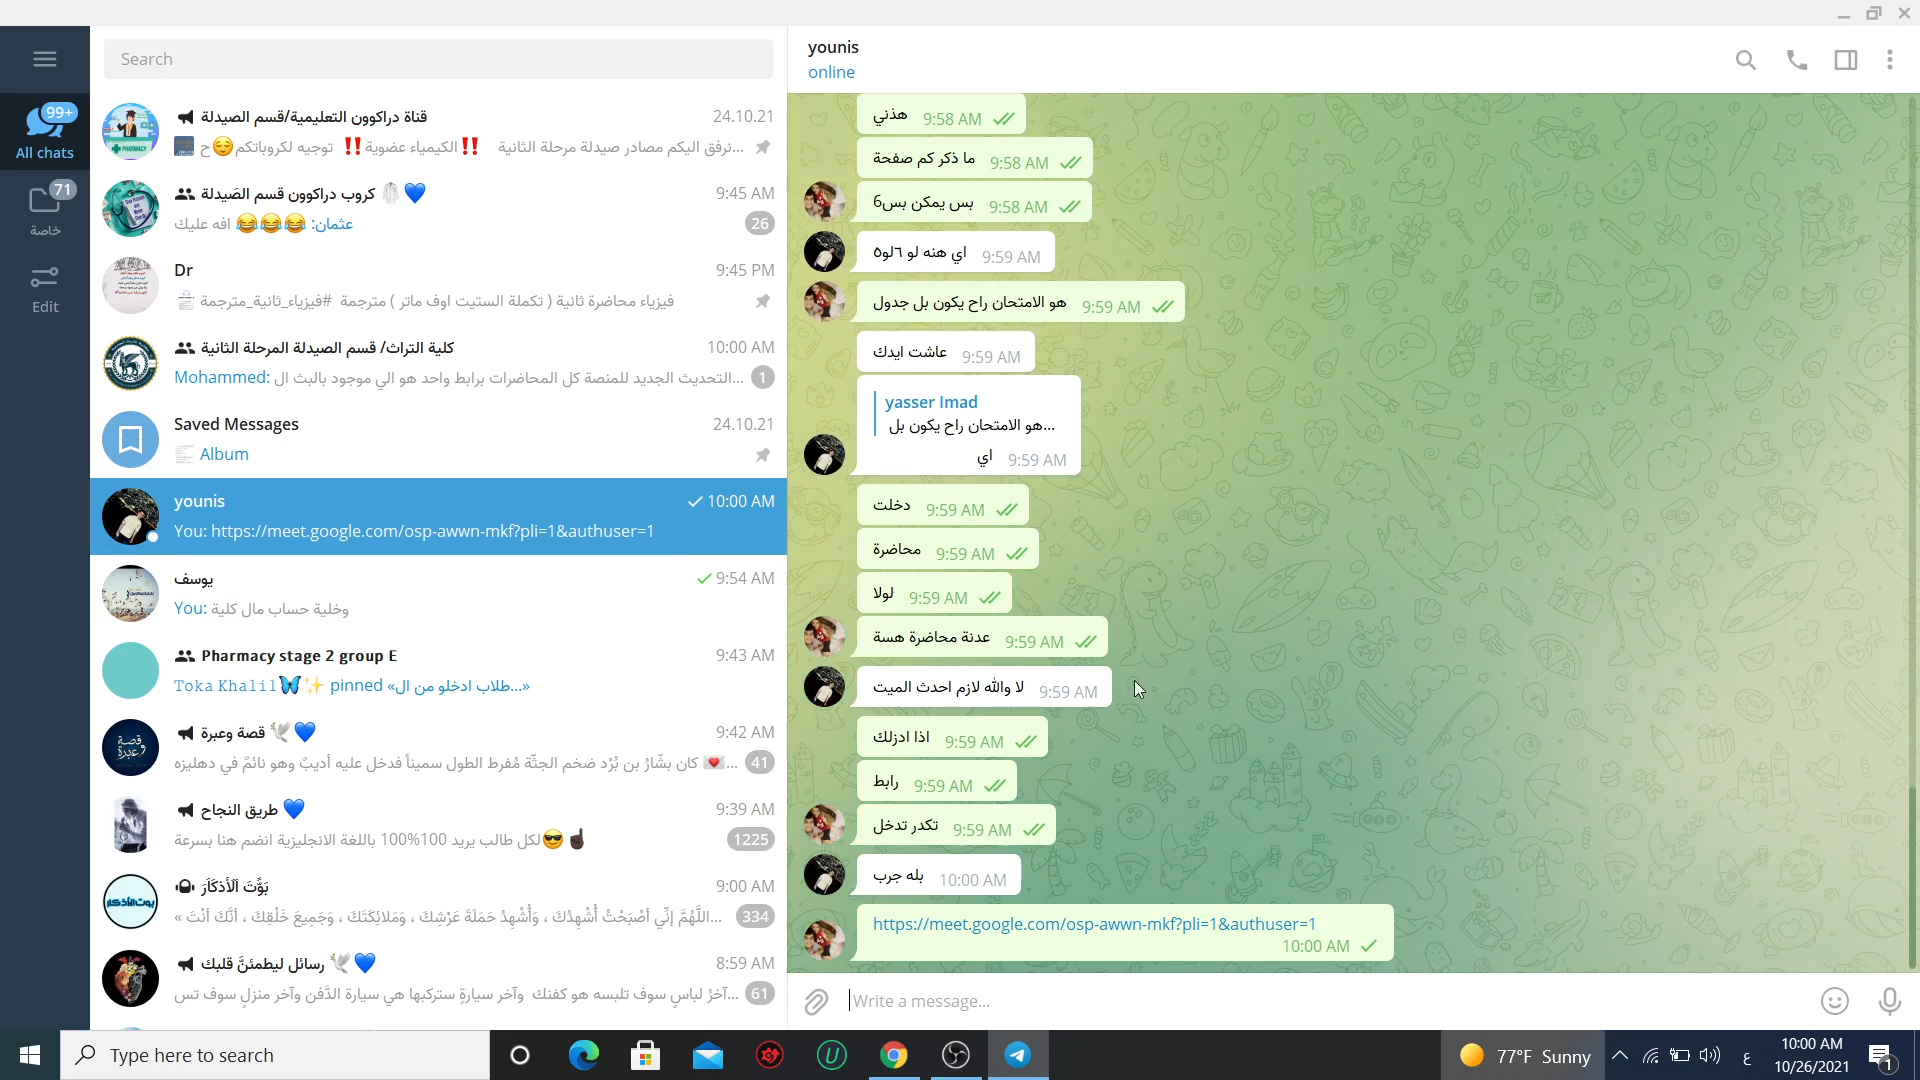 Search
younis
online
99+
All chats
71
خاصة
Edit
قناة دراكوون التعليمية/قسم الصيدلة
24.10.21
نرفق اليكم مصادر صيدلة مرحلة الثانية... ‼️الكيمياء عضوية‼️ توجيه لكروباتكم😌ح
كروب دراكوون قسم الصَيدلة 🥼💙
9:45 AM
عثمان: 😂😂😂 افه عليك
26
Dr
9:45 PM
فيزياء محاضرة ثانية ( تكملة الستيت اوف ماتر ) مترجمة #فيزياء_ثانية_مترجمة
كلية التراث/ قسم الصيدلة المرحلة الثانية
10:00 AM
Mohammed: التحديث الجديد للمنصة كل المحاضرات برابط واحد هو الي موجود بالبث ال...
1
Saved Messages
24.10.21
Album
younis
10:00 AM
You: https://meet.google.com/osp-awwn-mkf?pli=1&authuser=1
يوسف
9:54 AM
You: وخلية حساب مال كلية
Pharmacy stage 2 group E
9:43 AM
Toka Khalil🦋✨ pinned «طلاب ادخلو من ال...»
قصة وعبرة 🕊💙
9:42 AM
💌 كان بشّارُ بن بُرْد ضخم الجثّة مُفرط الطول سميناً فدخل عليه أديبٌ وهو نائمٌ في دهليزه...
41
طريق النجاح 💙
9:39 AM
لكل طالب يريد 100%100 باللغة الانجليزية انضم هنا بسرعة😎☝🏿
1225
9:00 AM
« اللَّهُمَّ إنِّي أصْبَحْتُ أُشْهِدُكَ ، وَأُشْهِدُ حَمَلَةَ عَرْشِكَ ، وَمَلائِكَتَكَ ، وَجَمِيعَ خَلْقِكَ ، أنَّكَ أنْتَ...
334
رسائل ليطمئنَّ قلبك 🕊💙
8:59 AM
آخرُ لباسٍ سوف تلبسه هو كفنك وآخر سيارةٍ ستركبها هي سيارة الدَّفن وآخر منزلٍ سوف تس...
61
هذني 9:58 AM
ما ذكر كم صفحة 9:58 AM
بس يمكن بس6 9:58 AM
اي هنه لو ٦لو٥ 9:59 AM
هو الامتحان راح يكون بل جدول 9:59 AM
عاشت ايدك 9:59 AM
yasser Imad
هو الامتحان راح يكون بل...
اي 9:59 AM
دخلت 9:59 AM
محاضرة 9:59 AM
لولا 9:59 AM
عدنة محاضرة هسة 9:59 AM
لا والله لازم احدث الميت 9:59 AM
اذا ادزلك 9:59 AM
رابط 9:59 AM
تكدر تدخل 9:59 AM
بله جرب 10:00 AM
https://meet.google.com/osp-awwn-mkf?pli=1&authuser=1
10:00 AM
Write a message...
Type here to search
77°F Sunny
ع
10:00 AM
10/26/2021
1